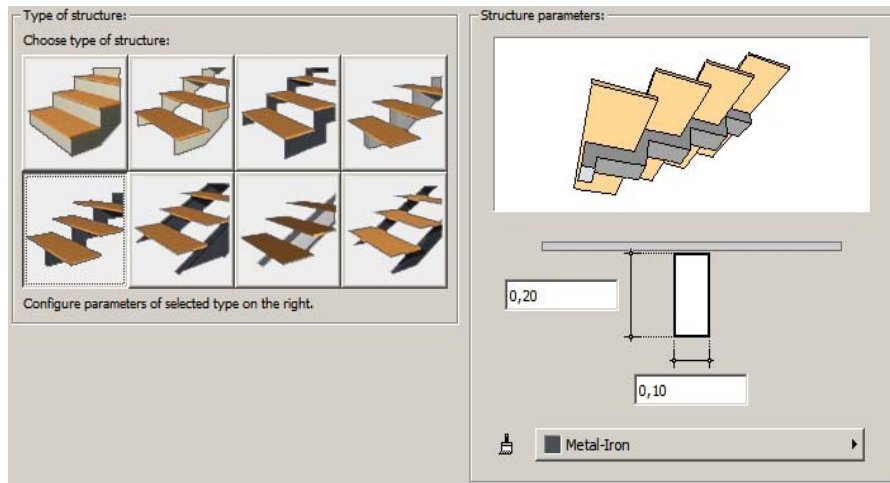 Type of structure:
Choose type of structure:
Configure parameters of selected type on the right.
Structure parameters:
0,20
0,10
Metal-Iron